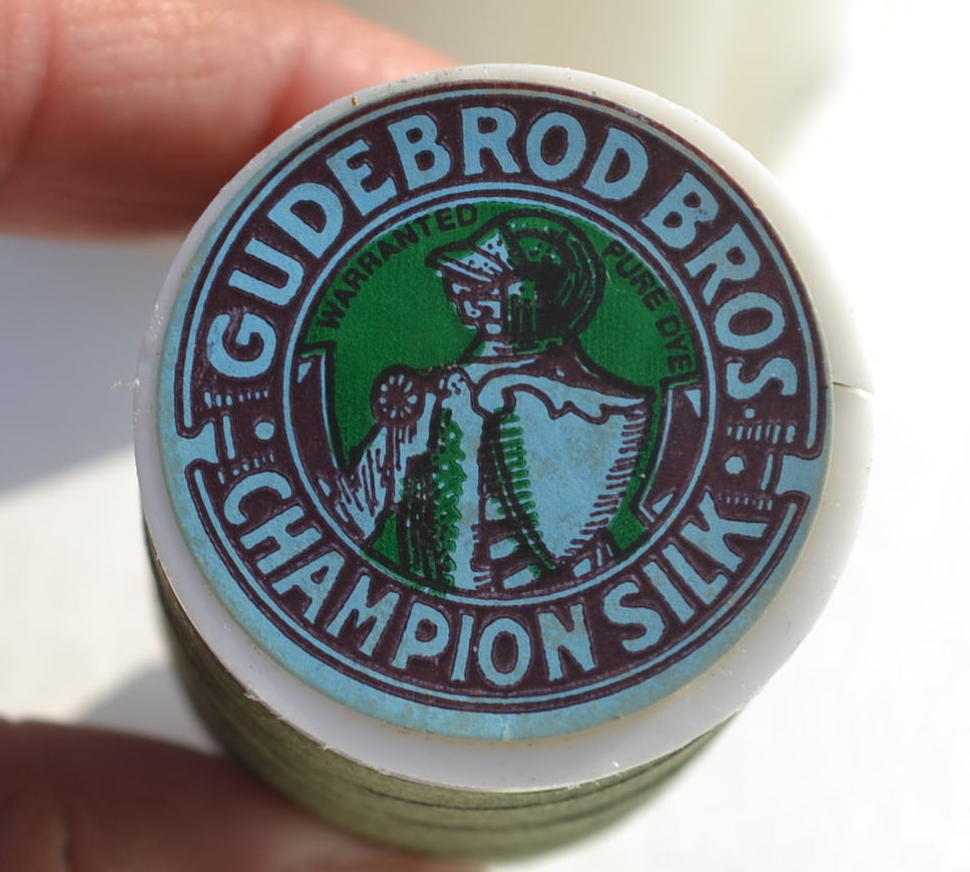 GUDEBROD BROS
WARRANTED PURE DYE
CHAMPION SILK